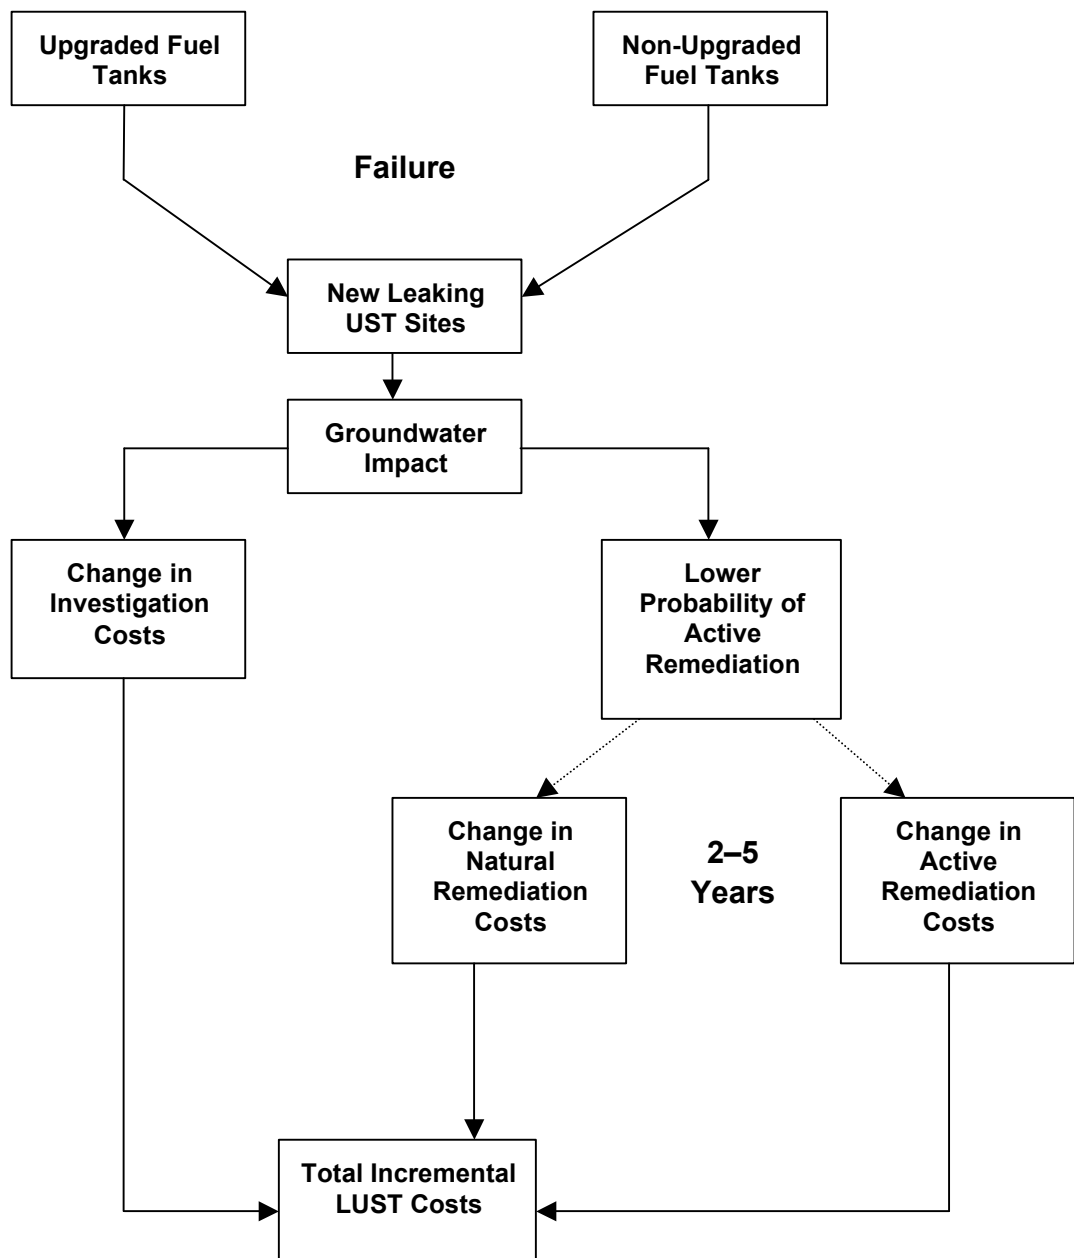 Upgraded Fuel
Tanks
Non-Upgraded
Fuel Tanks
Failure
New Leaking
UST Sites
Groundwater
Impact
Change in
Investigation
Costs
Lower
Probability of
Active
Remediation
Change in
Natural
Remediation
Costs
2–5
Years
Change in
Active
Remediation
Costs
Total Incremental
LUST Costs